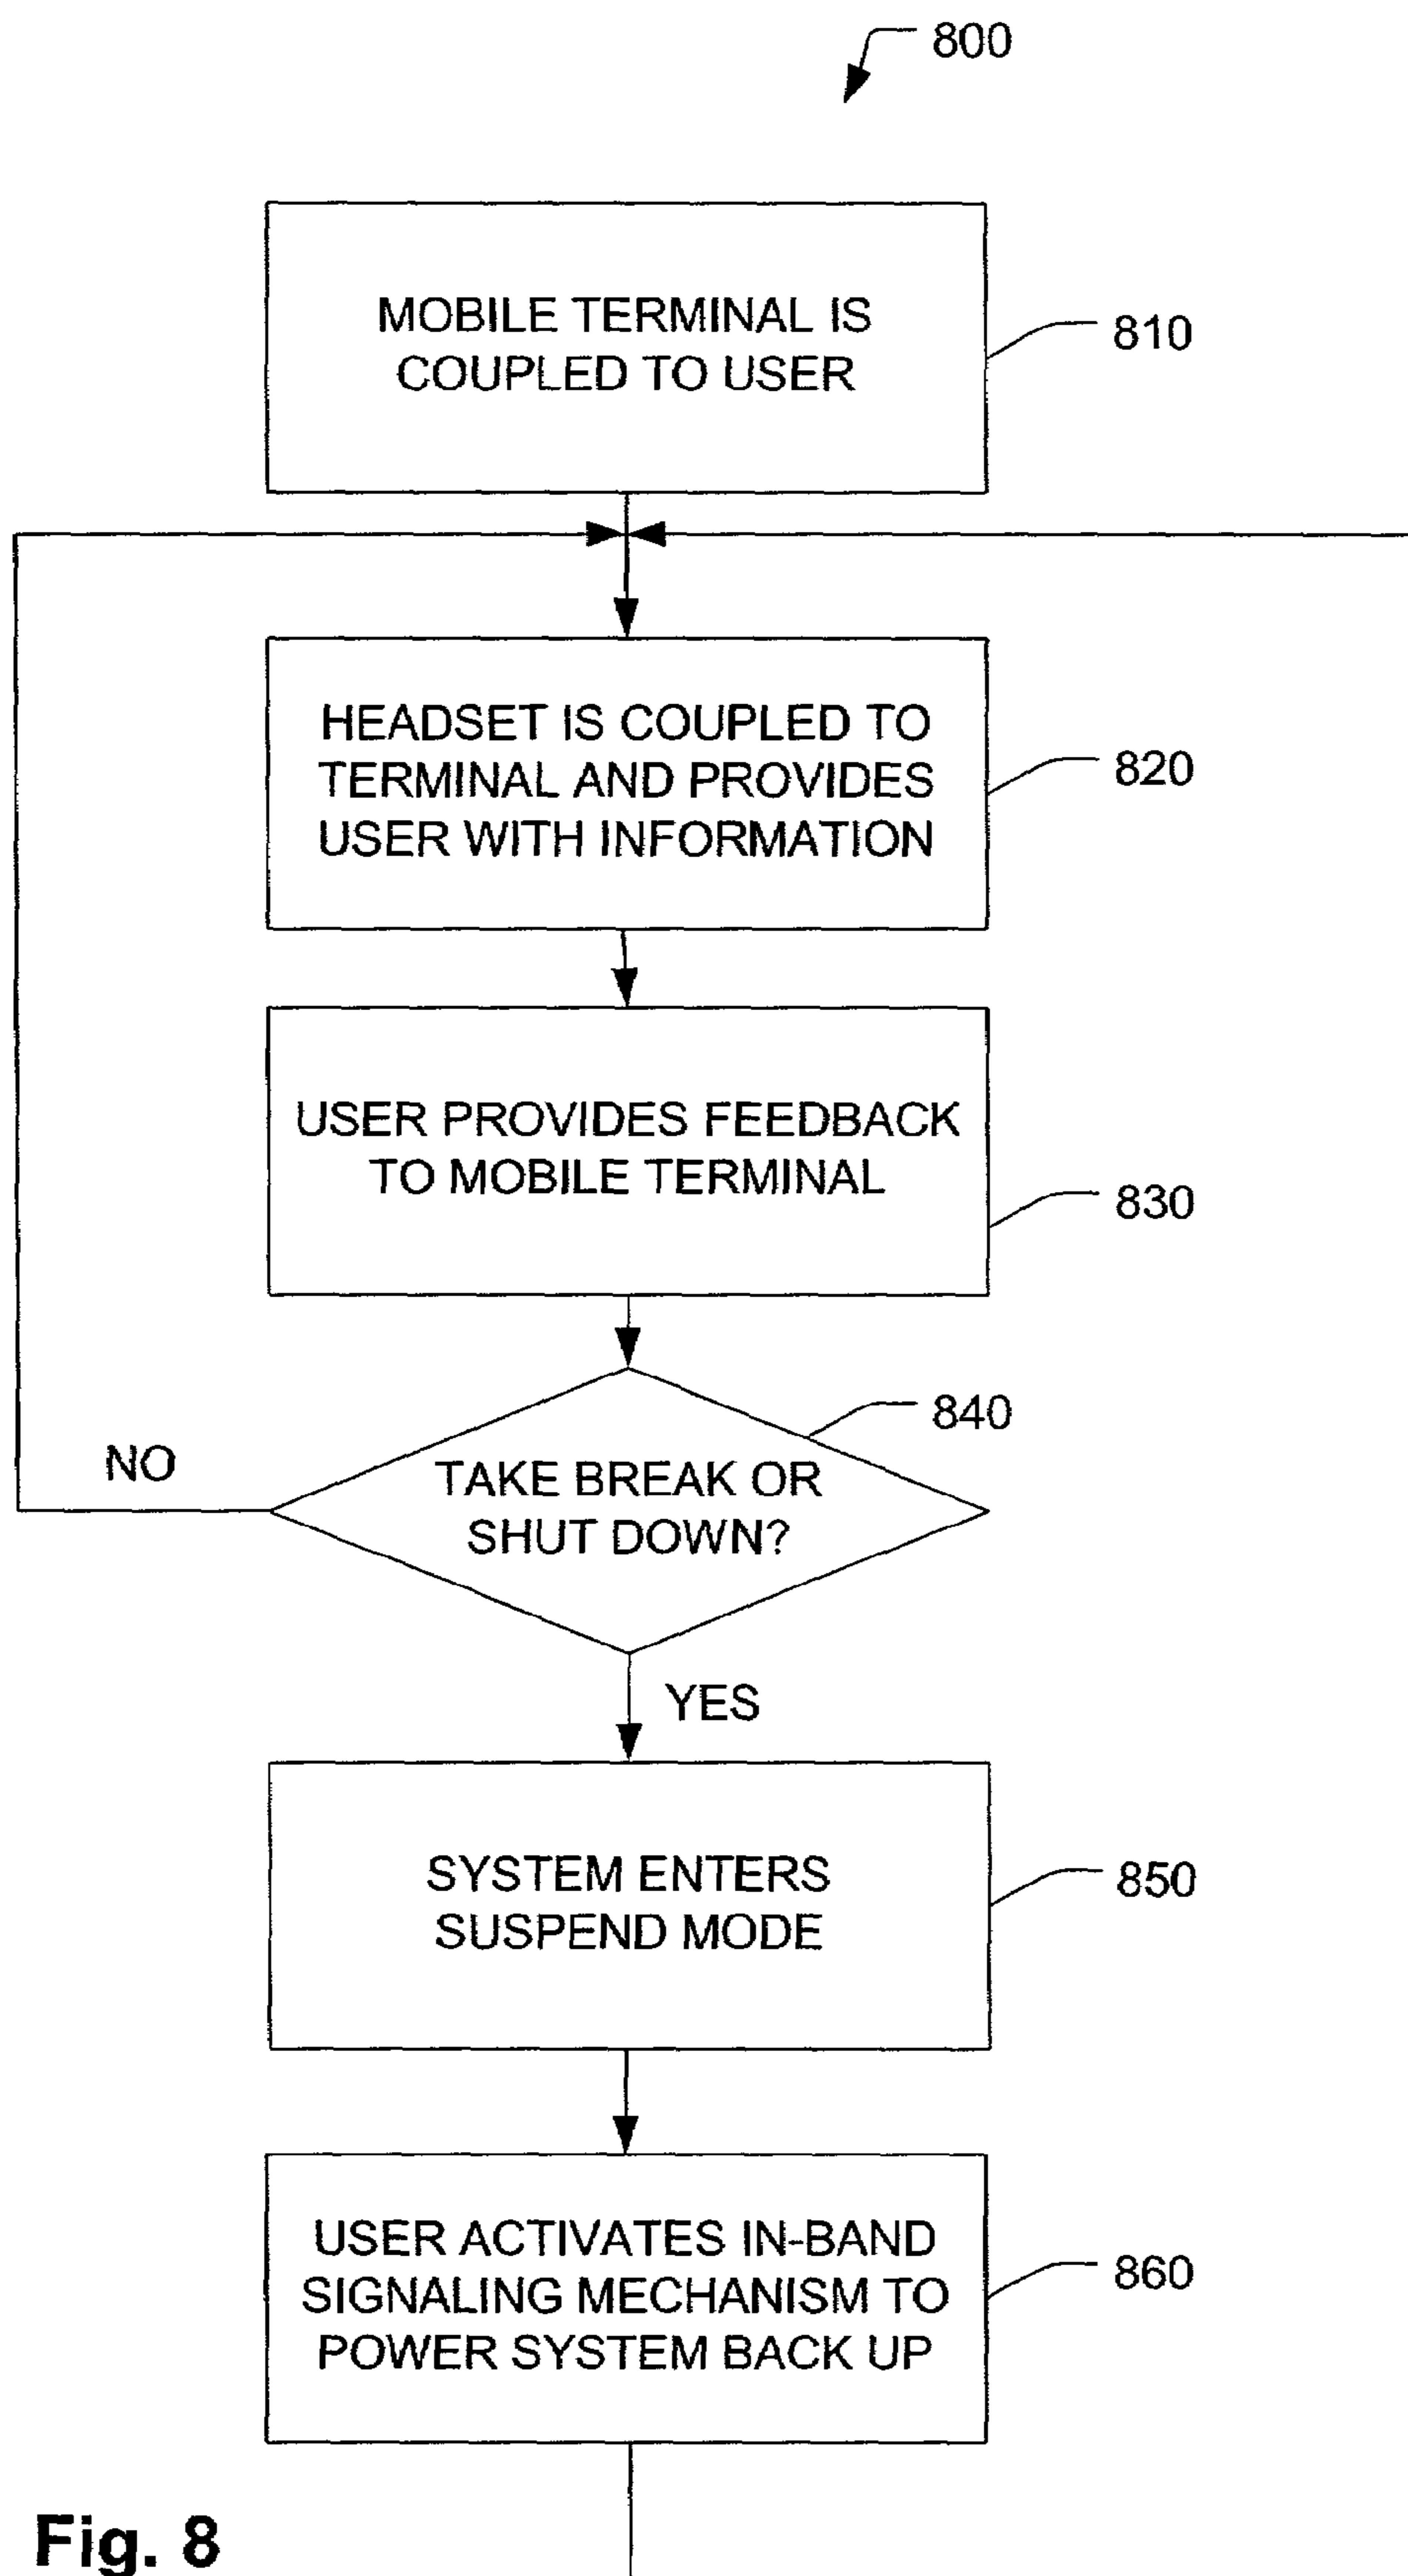 800
MOBILE TERMINAL IS
COUPLED TO USER
810
HEADSET IS COUPLED TO
TERMINAL AND PROVIDES
USER WITH INFORMATION
820
USER PROVIDES FEEDBACK
TO MOBILE TERMINAL
830
840
TAKE BREAK OR
SHUT DOWN?
NO
YES
SYSTEM ENTERS
SUSPEND MODE
850
USER ACTIVATES IN-BAND
SIGNALING MECHANISM TO
POWER SYSTEM BACK UP
860
Fig. 8